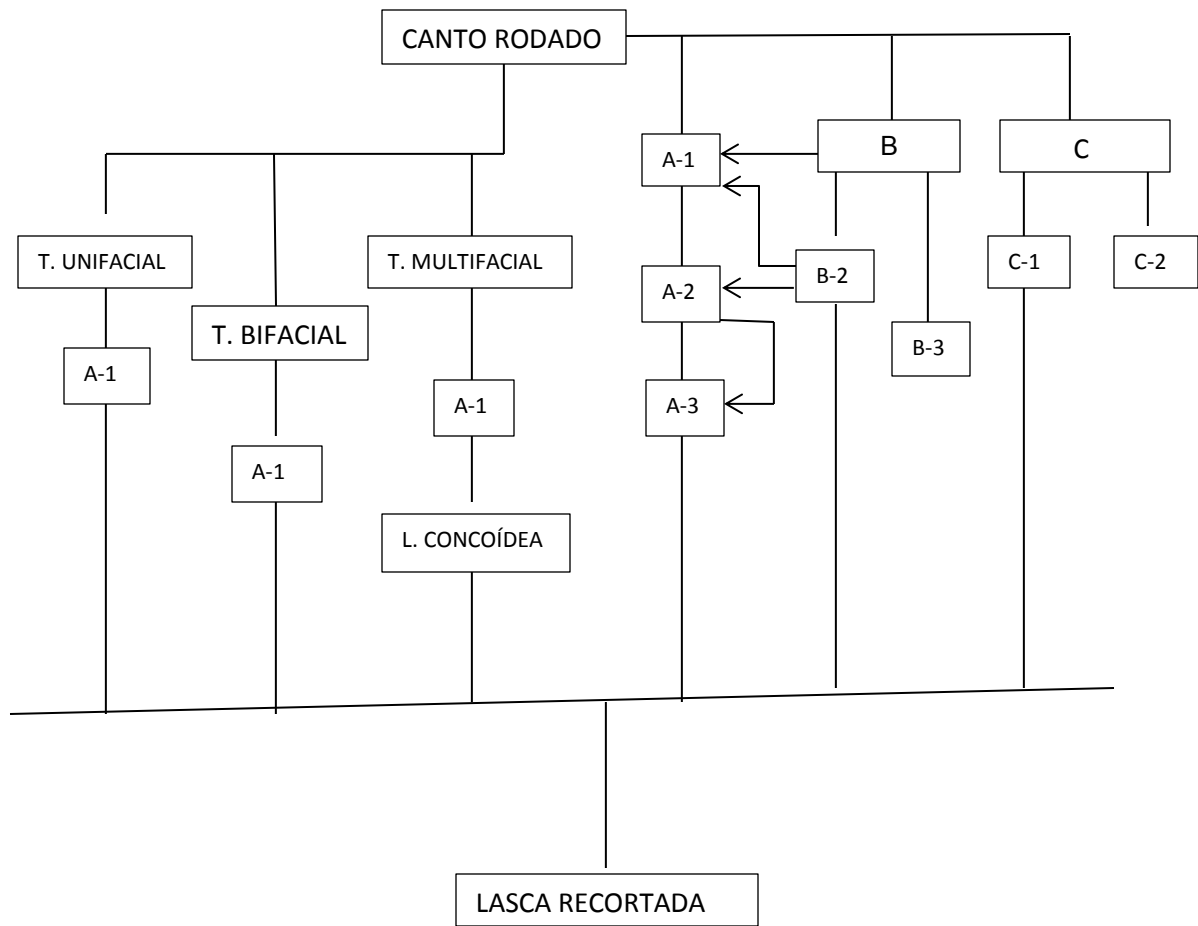 CANTO RODADO
A-1
B
C
T. UNIFACIAL
T. MULTIFACIAL
A-2
B-2
C-1
C-2
T. BIFACIAL
B-3
A-1
A-1
A-3
A-1
L. CONCOÍDEA
LASCA RECORTADA